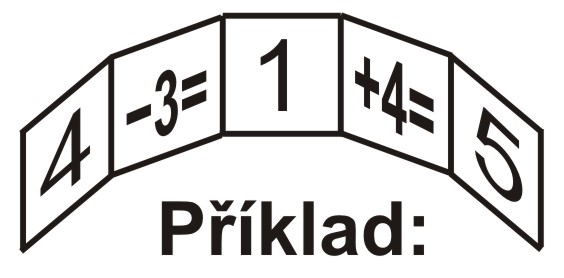 4 -3= 1 +4= 5
Příklad: